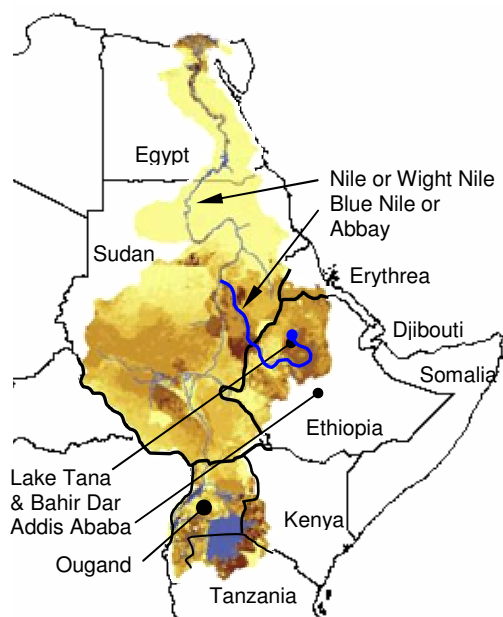 Egypt
Nile or Wight Nile
Blue Nile or
Abbay
Sudan
Erythrea
Djibouti
Somalia
Ethiopia
Lake Tana
& Bahir Dar
Addis Ababa
Kenya
Ougand
Tanzania